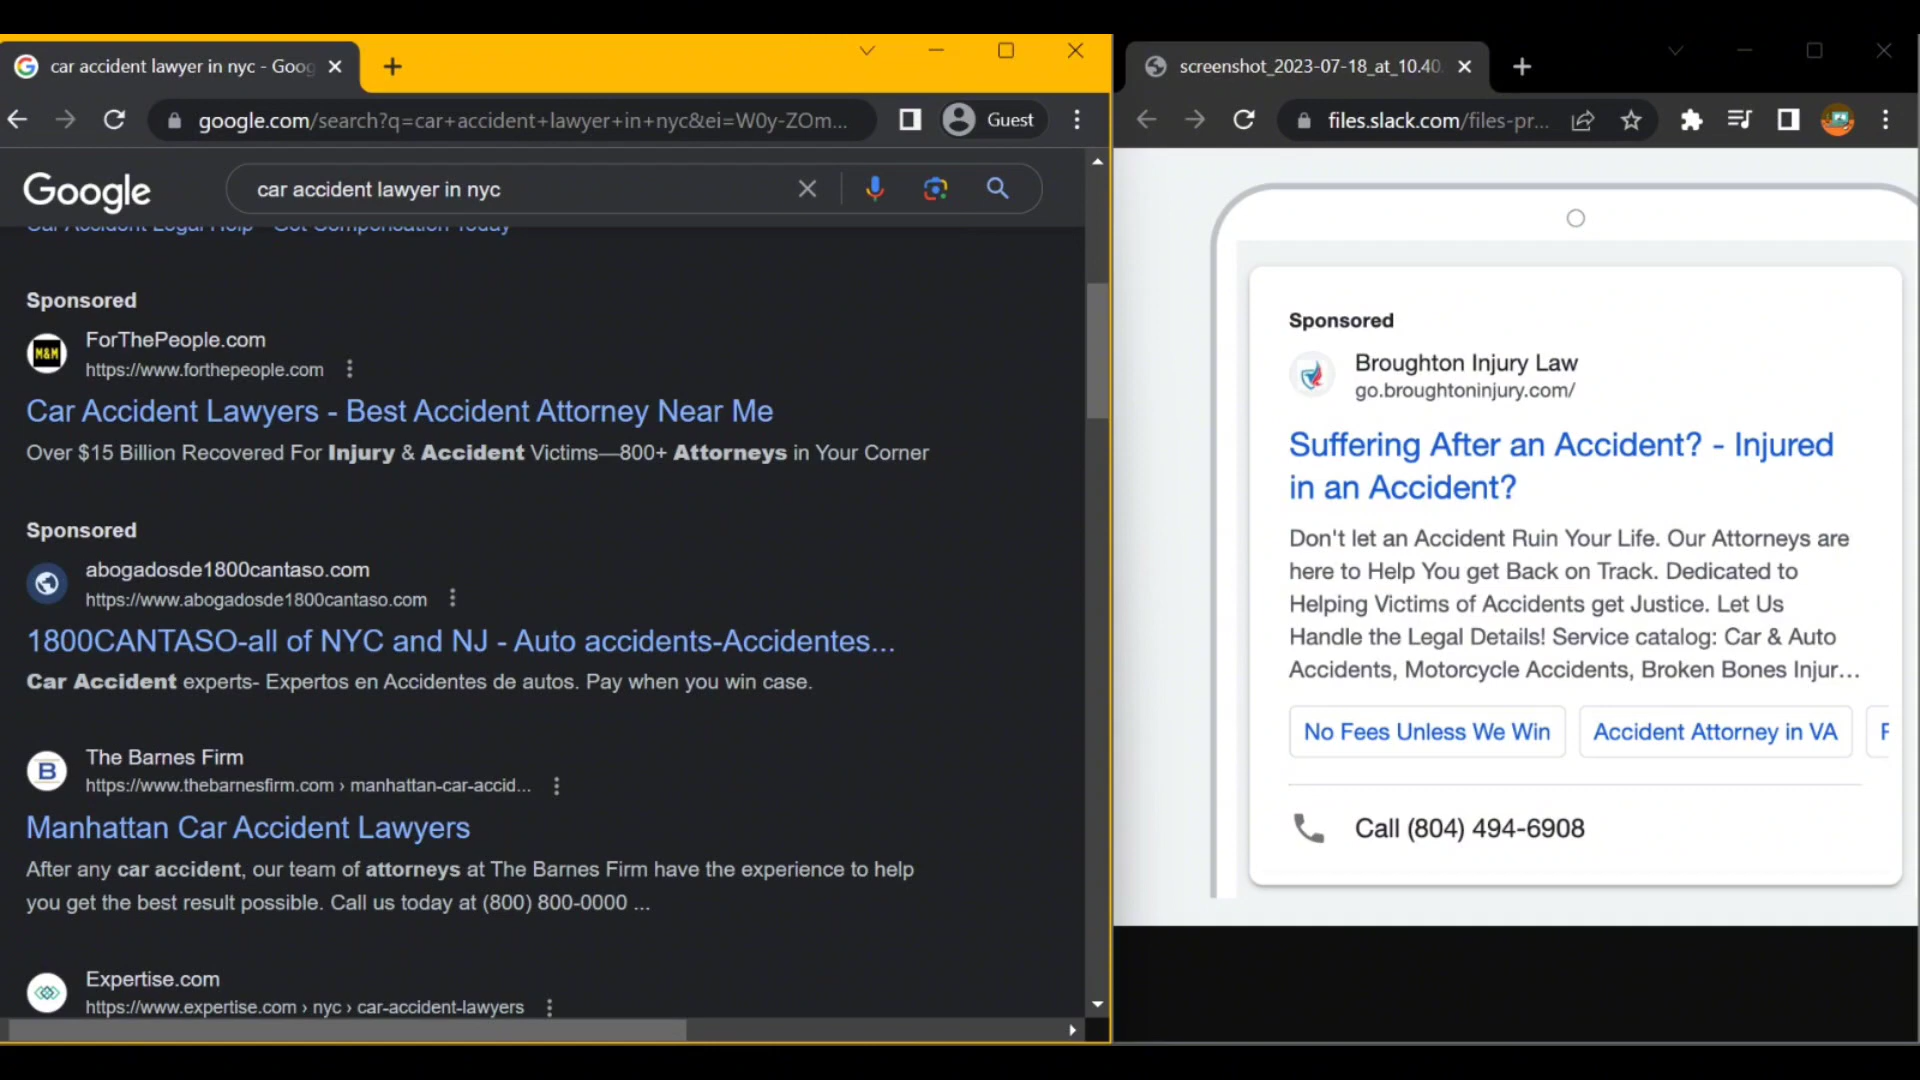 car accident lawyer in nyc - Goog
google.com/search?q=car+accident+lawyer+in+nyc&ei=W0y-ZOm...
Guest
Google
car accident lawyer in nyc
Car Accident Legal Help - Get Compensation Today
Sponsored
M&M
ForThePeople.com
https://www.forthepeople.com
Car Accident Lawyers - Best Accident Attorney Near Me
Over $15 Billion Recovered For Injury & Accident Victims—800+ Attorneys in Your Corner
Sponsored
abogadosde1800cantaso.com
https://www.abogadosde1800cantaso.com
1800CANTASO-all of NYC and NJ - Auto accidents-Accidentes...
Car Accident experts- Expertos en Accidentes de autos. Pay when you win case.
B
The Barnes Firm
https://www.thebarnesfirm.com › manhattan-car-accid...
Manhattan Car Accident Lawyers
After any car accident, our team of attorneys at The Barnes Firm have the experience to help
you get the best result possible. Call us today at (800) 800-0000 ...
Expertise.com
https://www.expertise.com › nyc › car-accident-lawyers
screenshot_2023-07-18_at_10.40.
files.slack.com/files-pr...
Sponsored
Broughton Injury Law
go.broughtoninjury.com/
Suffering After an Accident? - Injured
in an Accident?
Don't let an Accident Ruin Your Life. Our Attorneys are
here to Help You get Back on Track. Dedicated to
Helping Victims of Accidents get Justice. Let Us
Handle the Legal Details! Service catalog: Car & Auto
Accidents, Motorcycle Accidents, Broken Bones Injur...
No Fees Unless We Win
Accident Attorney in VA
F
Call (804) 494-6908